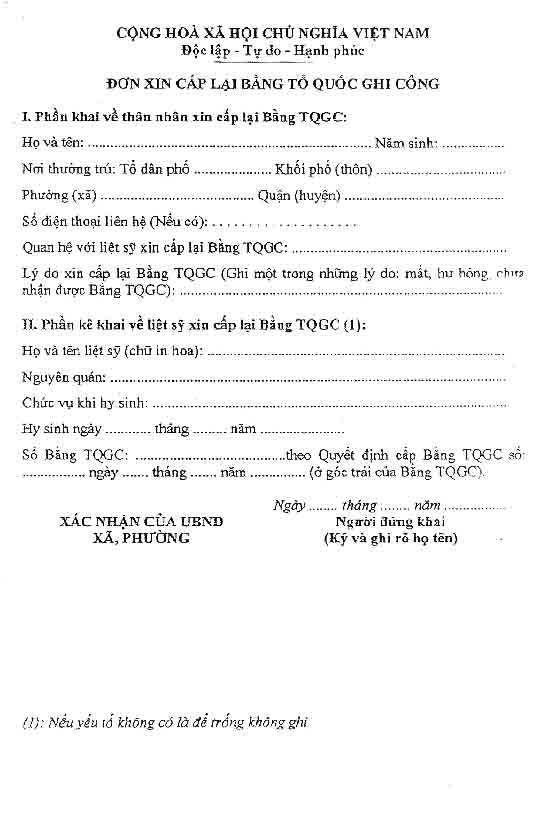 CỘNG HOÀ XÃ HỘI CHỦ NGHĨA VIỆT NAM
Độc lập - Tự do - Hạnh phúc
ĐƠN XIN CẤP LẠI BẰNG TỔ QUỐC GHI CÔNG
I. Phần khai về thân nhân xin cấp lại Bằng TQGC:
Họ và tên: ........................................................................ Năm sinh: ................
Nơi thường trú: Tổ dân phố .................... Khối phố (thôn) .................................
Phường (xã) ....................................... Quận (huyện) .........................................
Số điện thoại liên hệ (Nếu có): . . . . . . . . . . . . . . . . . . . .
Quan hệ với liệt sỹ xin cấp lại Bằng TQGC: .......................................................
Lý do xin cấp lại Bằng TQGC (Ghi một trong những lý do: mất, hư hỏng, chưa
nhận được Bằng TQGC): ...................................................................................
II. Phần kê khai về liệt sỹ xin cấp lại Bằng TQGC (1):
Họ và tên liệt sỹ (chữ in hoa): ............................................................................
Nguyên quán: .....................................................................................................
Chức vụ khi hy sinh: ..........................................................................................
Hy sinh ngày ............ tháng ......... năm ......................
Số Bằng TQGC: ......................................theo Quyết định cấp Bằng TQGC số:
................. ngày ....... tháng ....... năm .............. (ở góc trái của Bằng TQGC).
Ngày ........ tháng ........ năm ................
XÁC NHẬN CỦA UBND Người đứng khai
XÃ, PHƯỜNG (Ký và ghi rõ họ tên)
(1): Nếu yếu tố không có là để trống không ghi